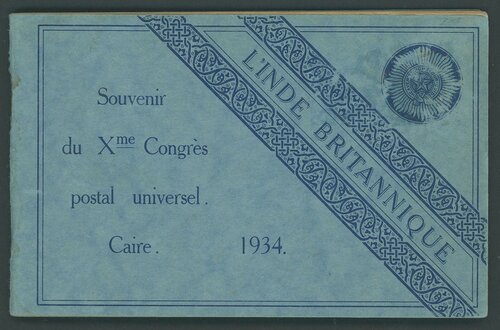 Souvenir
du Xme Congrès
postal universel.
Caire. 1934.
L'INDE BRITANNIQUE